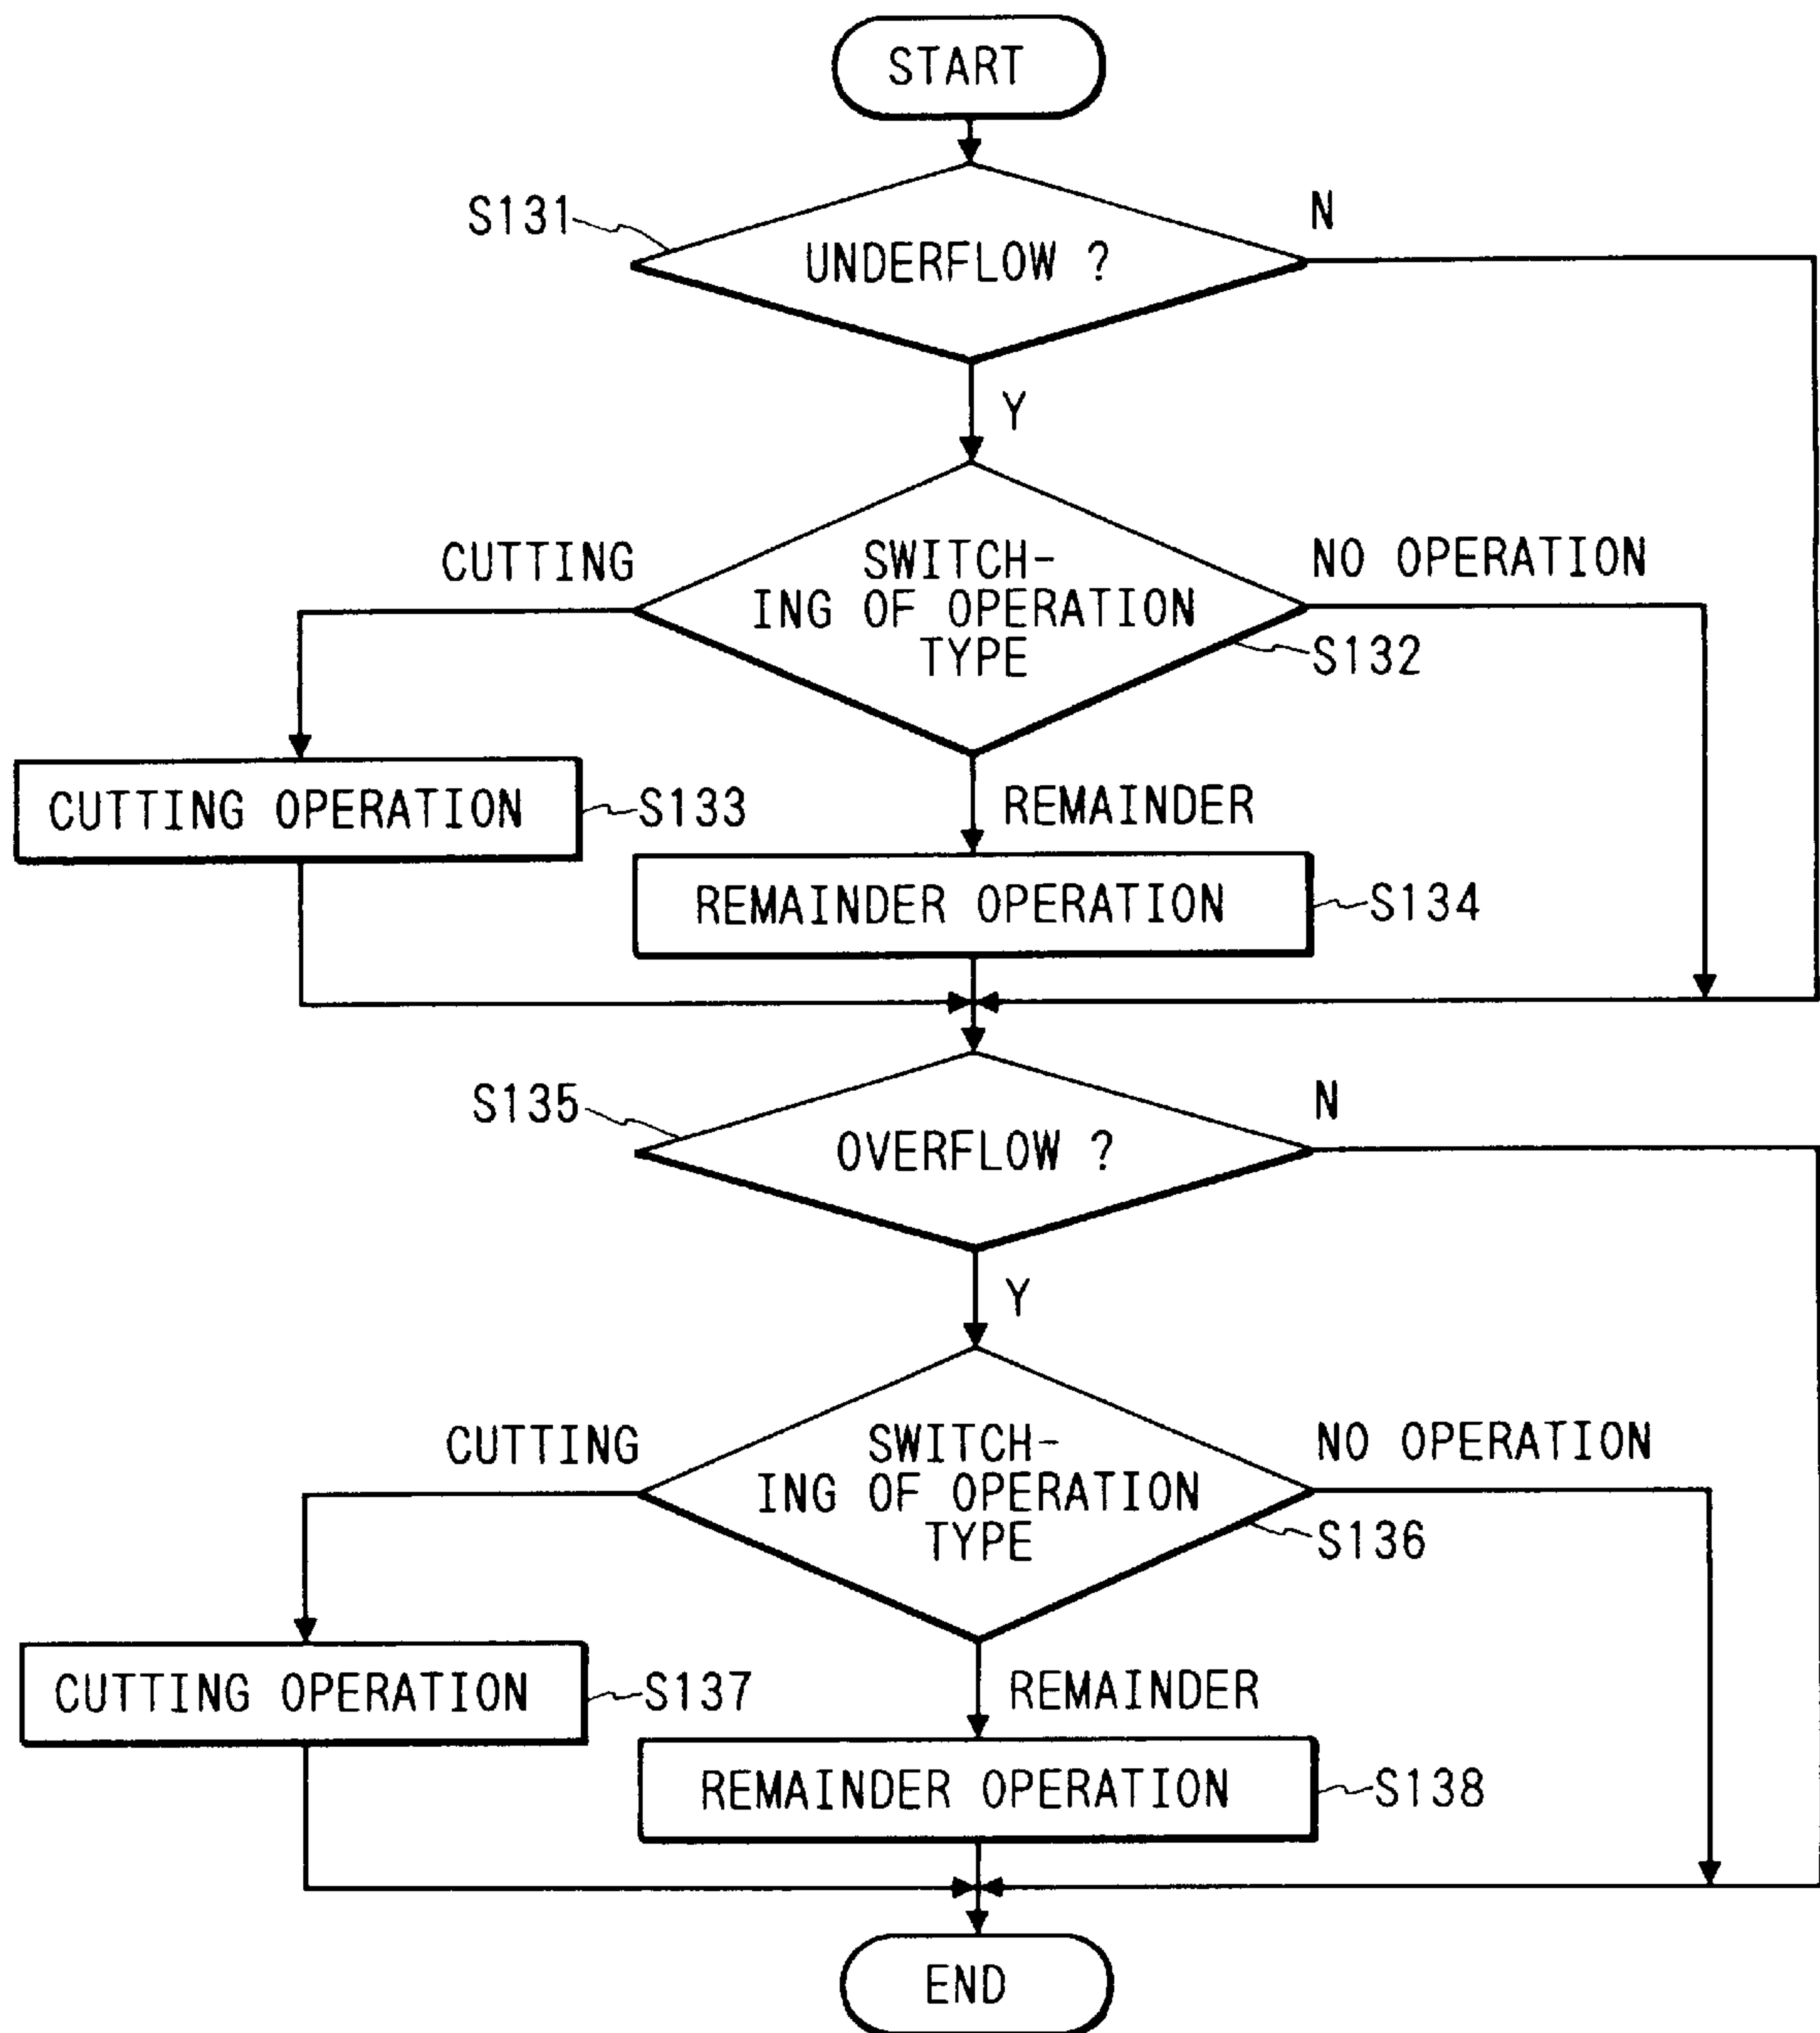 START
S131
N
UNDERFLOW ?
Y
CUTTING
SWITCH-
ING OF OPERATION
TYPE
NO OPERATION
S132
CUTTING OPERATION
S133
REMAINDER
REMAINDER OPERATION
S134
S135
N
OVERFLOW ?
Y
CUTTING
SWITCH-
ING OF OPERATION
TYPE
NO OPERATION
S136
CUTTING OPERATION
S137
REMAINDER
REMAINDER OPERATION
S138
END